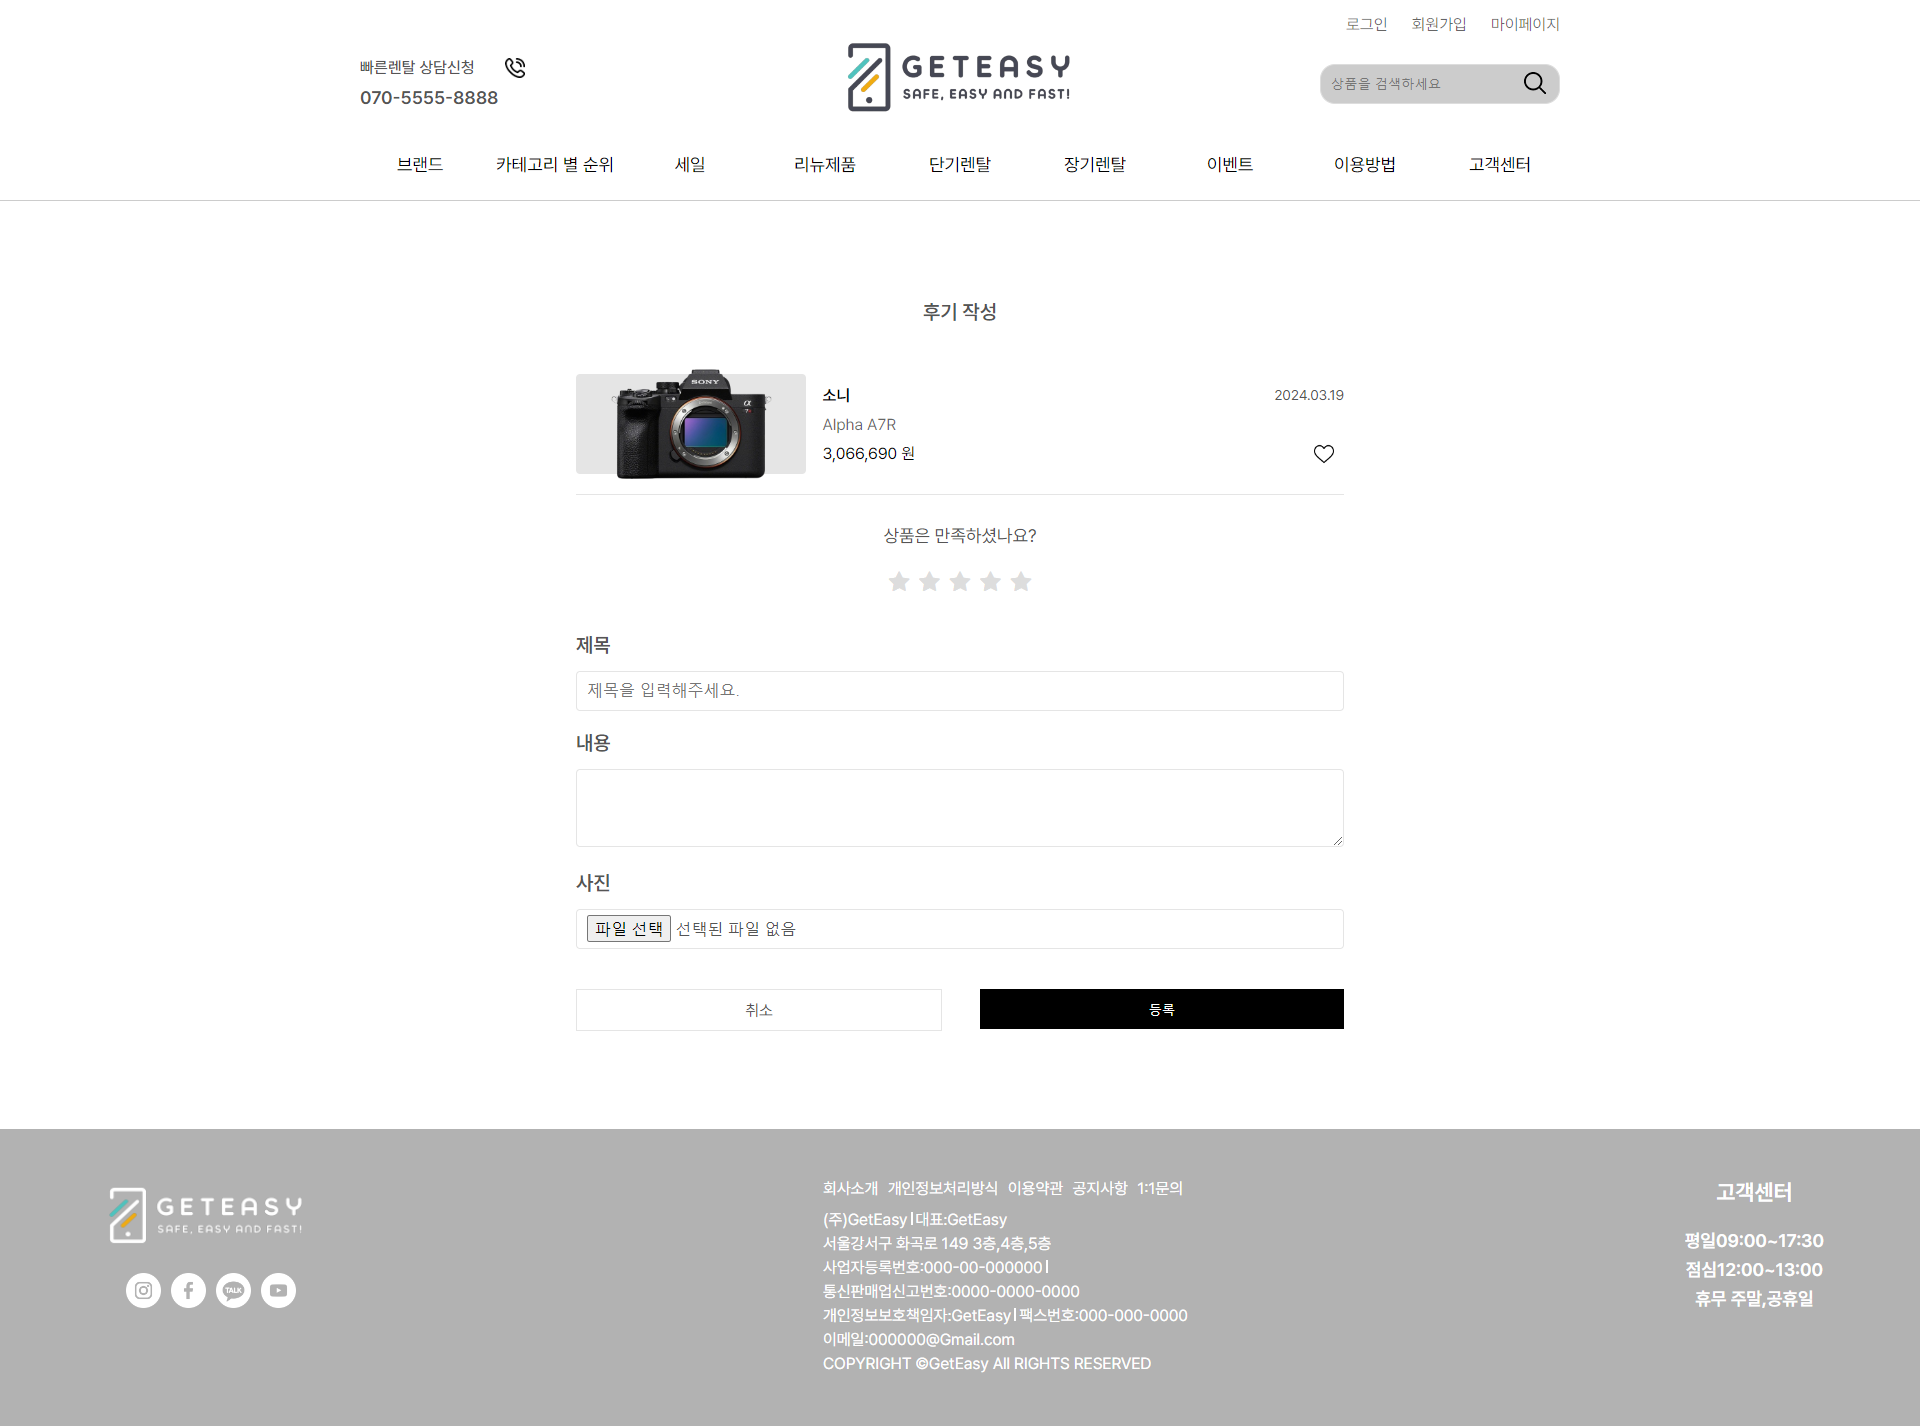 로그인 회원가입 마이페이지
빠른렌탈 상담신청
070-5555-8888
GETEASY
SAFE, EASY AND FAST!
상품을 검색하세요
브랜드 카테고리 별 순위 세일 리뉴제품 단기렌탈 장기렌탈 이벤트 이용방법 고객센터
후기 작성
SONY
소니
2024.03.19
Alpha A7R
3,066,690 원
상품은 만족하셨나요?
제목
제목을 입력해주세요.
내용
사진
파일 선택 선택된 파일 없음
취소
등록
GETEASY
SAFE, EASY AND FAST!
TALK
회사소개 개인정보처리방식 이용약관 공지사항 1:1문의
(주)GetEasy|대표:GetEasy
서울강서구 화곡로 149 3층,4층,5층
사업자등록번호:000-00-000000|
통신판매업신고번호:0000-0000-0000
개인정보보호책임자:GetEasy|팩스번호:000-000-0000
이메일:000000@Gmail.com
COPYRIGHT ©GetEasy All RIGHTS RESERVED
고객센터
평일09:00~17:30
점심12:00~13:00
휴무 주말,공휴일